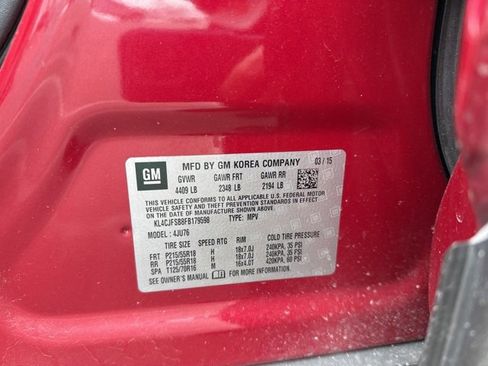 GM
MFD BY GM KOREA COMPANY 03/15
GVWR GAWR FRT GAWR RR
4409 LB 2348 LB 2194 LB
THIS VEHICLE CONFORMS TO ALL APPLICABLE U.S. FEDERAL MOTOR
VEHICLE SAFETY AND THEFT PREVENTION STANDARDS IN EFFECT ON
THE DATE OF MANUFACTURE SHOWN ABOVE.
KL4CJFSB8FB179598 TYPE: MPV
MODEL: 4JU76
TIRE SIZE SPEED RTG RIM COLD TIRE PRESSURE
FRT P215/55R18 H 18x7.0J 240KPA, 35 PSI
RR P215/55R18 H 18x7.0J 240KPA, 35 PSI
SPA T125/70R16 M 16x4.0T 420KPA, 60 PSI
SEE OWNER'S MANUAL FOR MORE INFORMATION.